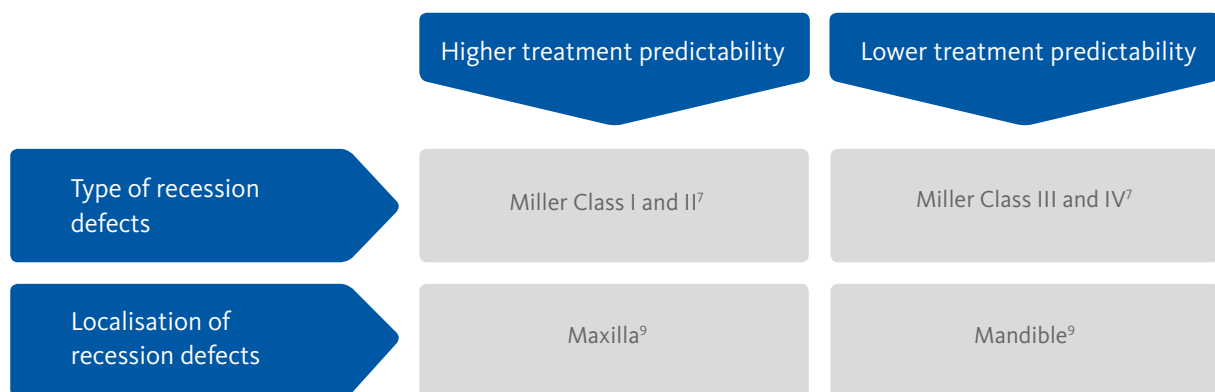 Higher treatment predictability
Lower treatment predictability
Type of recession
defects
Miller Class I and II⁷
Miller Class III and IV⁷
Localisation of
recession defects
Maxilla⁹
Mandible⁹